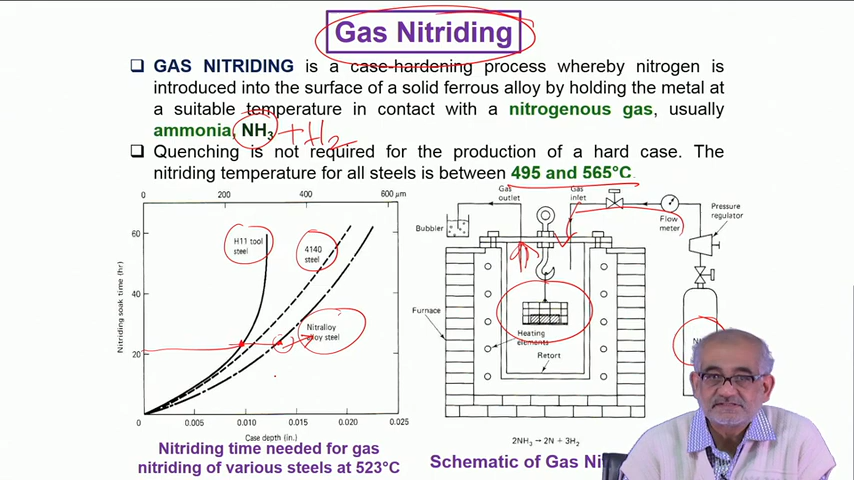 Gas Nitriding
❑ GAS NITRIDING is a case-hardening process whereby nitrogen is
introduced into the surface of a solid ferrous alloy by holding the metal at
a suitable temperature in contact with a nitrogenous gas, usually
ammonia, NH₃ + H₂
❑ Quenching is not required for the production of a hard case. The
nitriding temperature for all steels is between 495 and 565°C.
0 200 400 600 μm
60
40
20
0 0.005 0.010 0.015 0.020 0.025
Nitriding soak time (hr)
Case depth (in.)
H11 tool
steel
4140
steel
Nitralloy
alloy steel
Nitriding time needed for gas
nitriding of various steels at 523°C
Gas
outlet
Gas
inlet
Bubbler
Flow
meter
Pressure
regulator
Furnace
Heating
elements
Retort
2NH₃ → 2N + 3H₂
Schematic of Gas